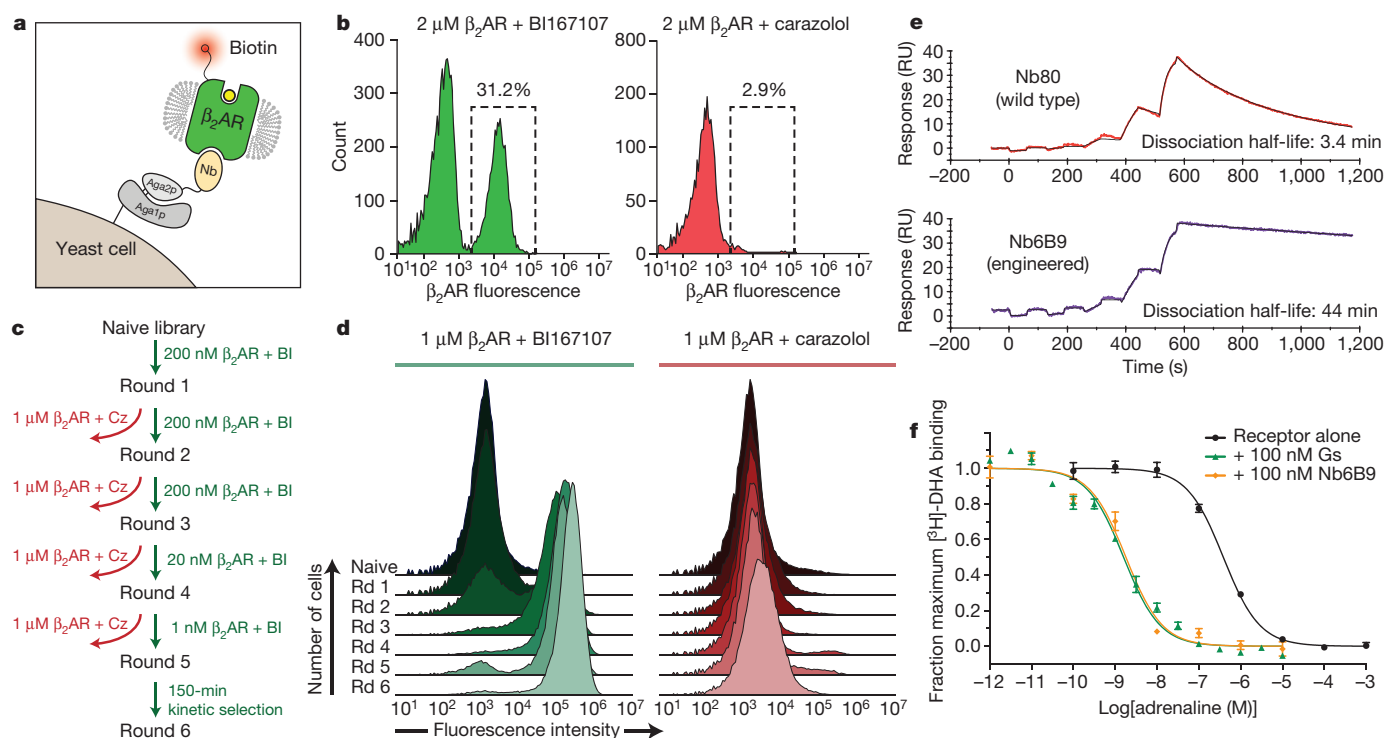 a
Biotin
β₂AR
Nb
Aga2p
Aga1p
Yeast cell
b
2 μM β₂AR + BI167107
2 μM β₂AR + carazolol
Count
400
300
200
100
0
31.2%
10¹ 10² 10³ 10⁴ 10⁵ 10⁶ 10⁷
β₂AR fluorescence
800
200
100
50
0
2.9%
10¹ 10² 10³ 10⁴ 10⁵ 10⁶ 10⁷
β₂AR fluorescence
c
Naive library
200 nM β₂AR + BI
Round 1
1 μM β₂AR + Cz
200 nM β₂AR + BI
Round 2
1 μM β₂AR + Cz
200 nM β₂AR + BI
Round 3
1 μM β₂AR + Cz
20 nM β₂AR + BI
Round 4
1 μM β₂AR + Cz
1 nM β₂AR + BI
Round 5
150-min
kinetic selection
Round 6
d
1 μM β₂AR + BI167107
1 μM β₂AR + carazolol
Number of cells
Naive
Rd 1
Rd 2
Rd 3
Rd 4
Rd 5
Rd 6
10¹ 10² 10³ 10⁴ 10⁵ 10⁶ 10⁷
10¹ 10² 10³ 10⁴ 10⁵ 10⁶ 10⁷
Fluorescence intensity
e
Response (RU)
40
30
20
10
0
Nb80
(wild type)
Dissociation half-life: 3.4 min
–200 0 200 400 600 800 1,000 1,200
Response (RU)
40
30
20
10
0
Nb6B9
(engineered)
Dissociation half-life: 44 min
–200 0 200 400 600 800 1,000 1,200
Time (s)
f
Receptor alone
+ 100 nM Gs
+ 100 nM Nb6B9
Fraction maximum [³H]-DHA binding
1.0
0.8
0.6
0.4
0.2
0.0
–12 –11 –10 –9 –8 –7 –6 –5 –4 –3
Log[adrenaline (M)]